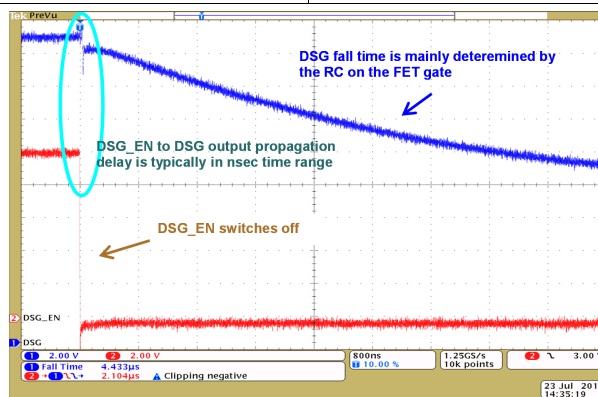 Tek PreVu
DSG fall time is mainly deteremined by
the RC on the FET gate
DSG_EN to DSG output propagation
delay is typically in nsec time range
DSG_EN switches off
2 DSG_EN
1 DSG
1 2.00 V 2 2.00 V
800ns
10.00 %
1.25GS/s
10k points
2 3.00
1 Fall Time 4.433µs
2 → 1 2.104µs Clipping negative
23 Jul 201
14:35:19